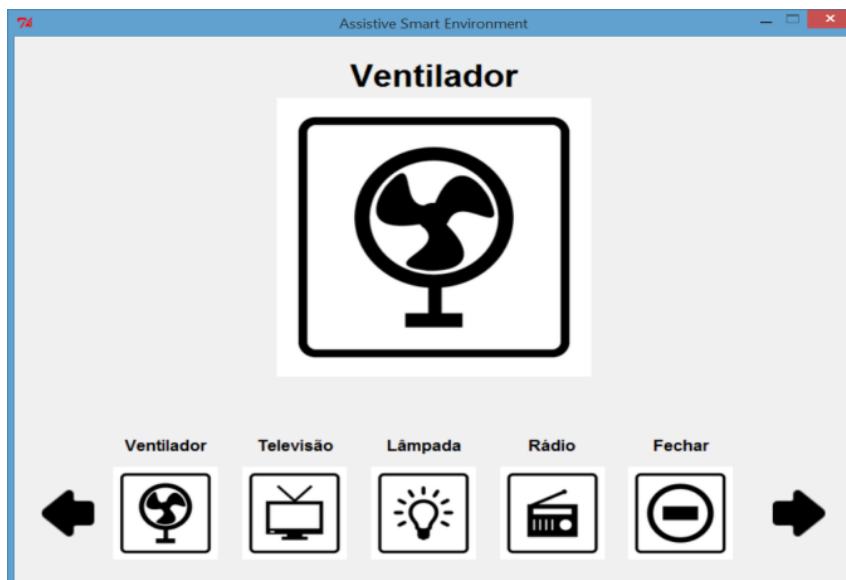 Assistive Smart Environment
Ventilador
Ventilador Televisão Lâmpada Rádio Fechar